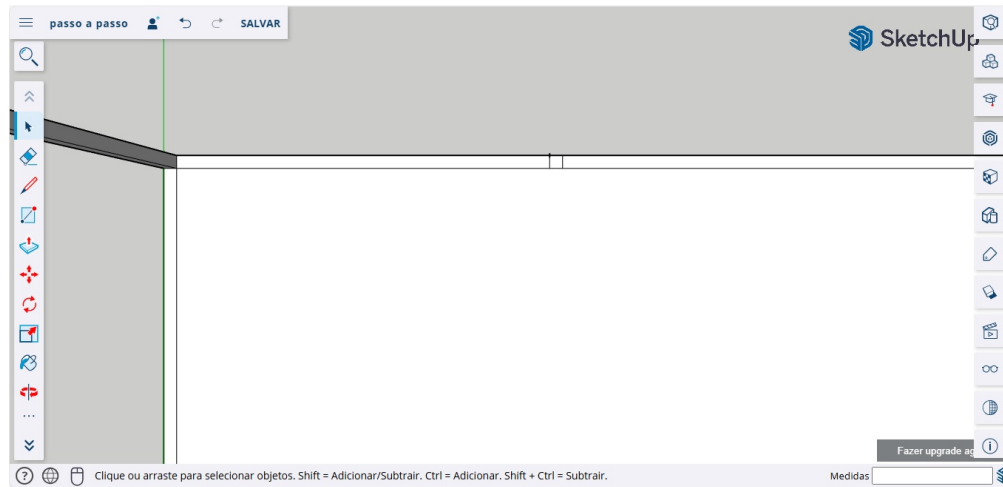 passo a passo SALVAR
SketchUp
Fazer upgrade ag
Clique ou arraste para selecionar objetos. Shift = Adicionar/Subtrair. Ctrl = Adicionar. Shift + Ctrl = Subtrair. Medidas